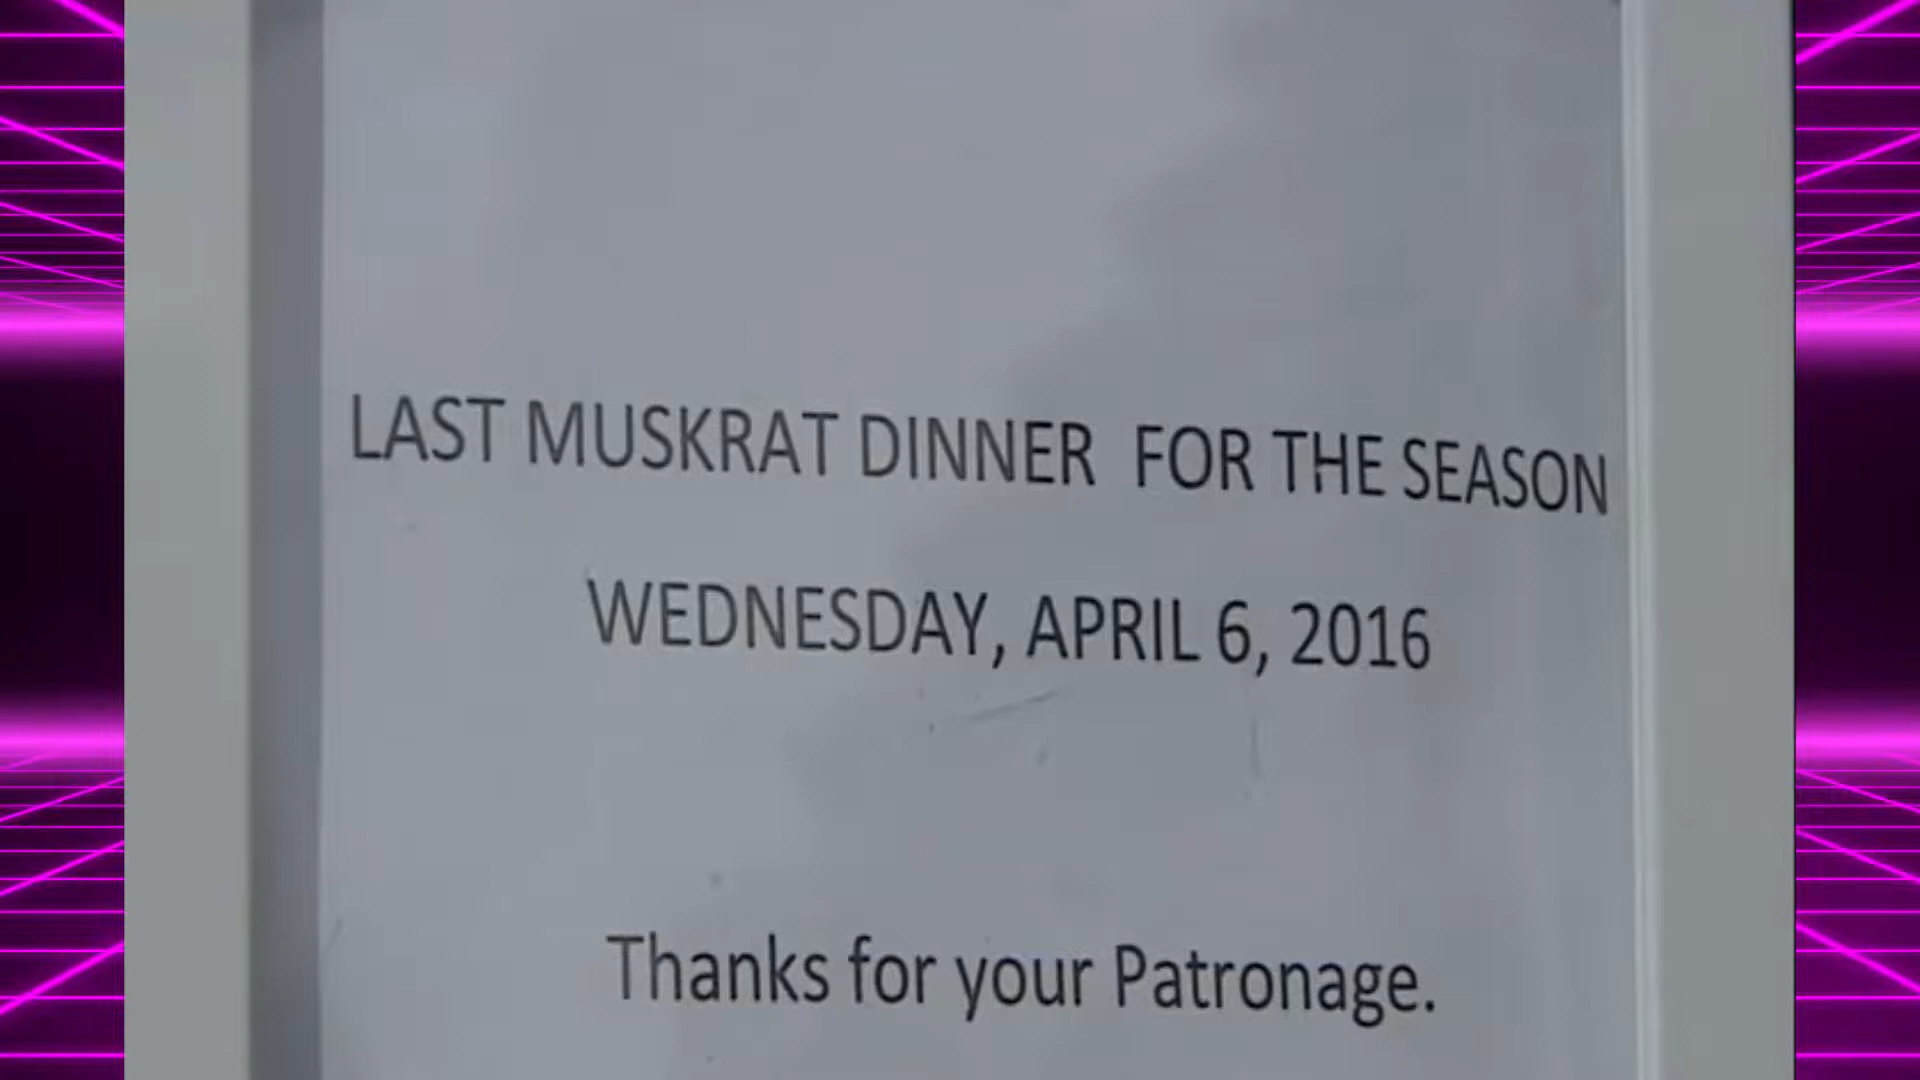 LAST MUSKRAT DINNER FOR THE SEASON
WEDNESDAY, APRIL 6, 2016
Thanks for your Patronage.